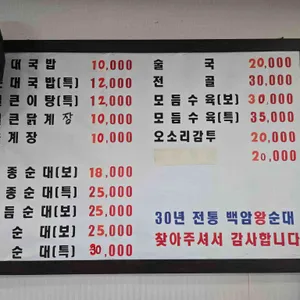 대국밥 10,000
대국밥(특) 12,000
큰이탕(특) 12,000
큰닭게장 10,000
게장 10,000
종순대(보) 18,000
종순대(특) 25,000
듬순대(보) 25,000
순대(보) 25,000
순대(특) 30,000
술국 20,000
전골 30,000
모듬수육(보) 30,000
모듬수육(특) 35,000
오소리감투 20,000
20,000
30년 전통 백암왕순대
찾아주셔서 감사합니다